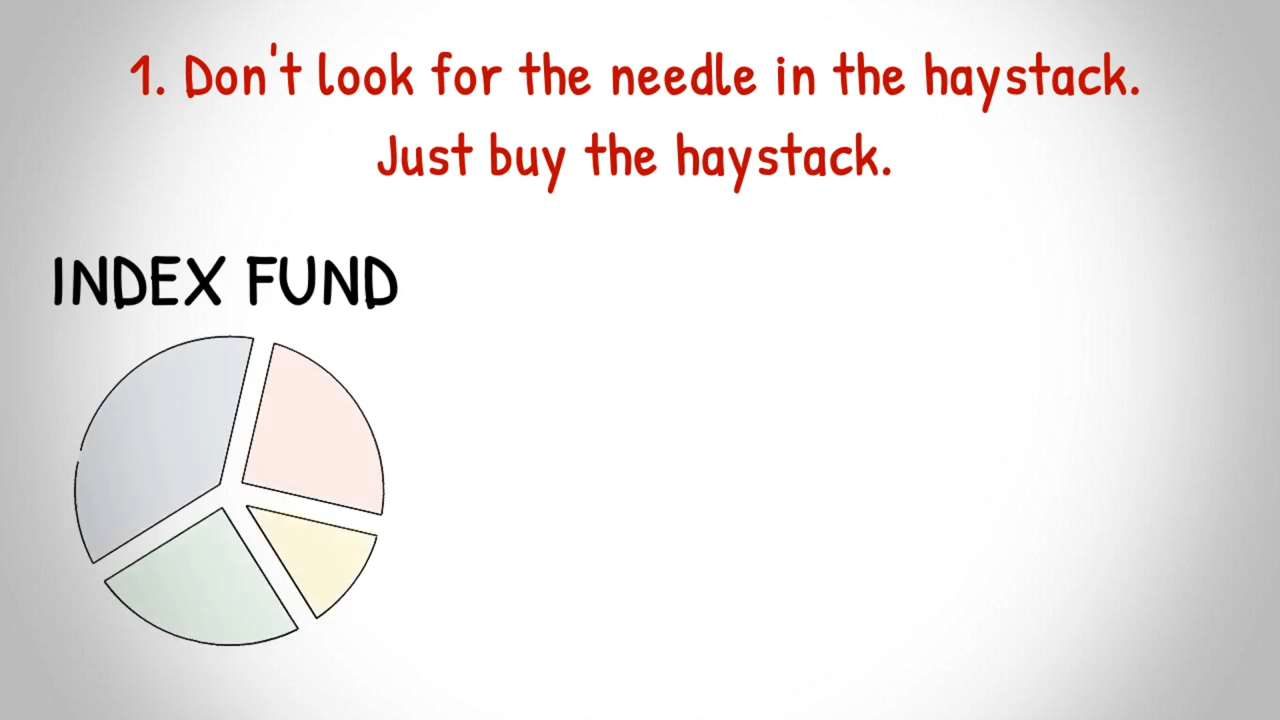 1. Don't look for the needle in the haystack.
Just buy the haystack.
INDEX FUND